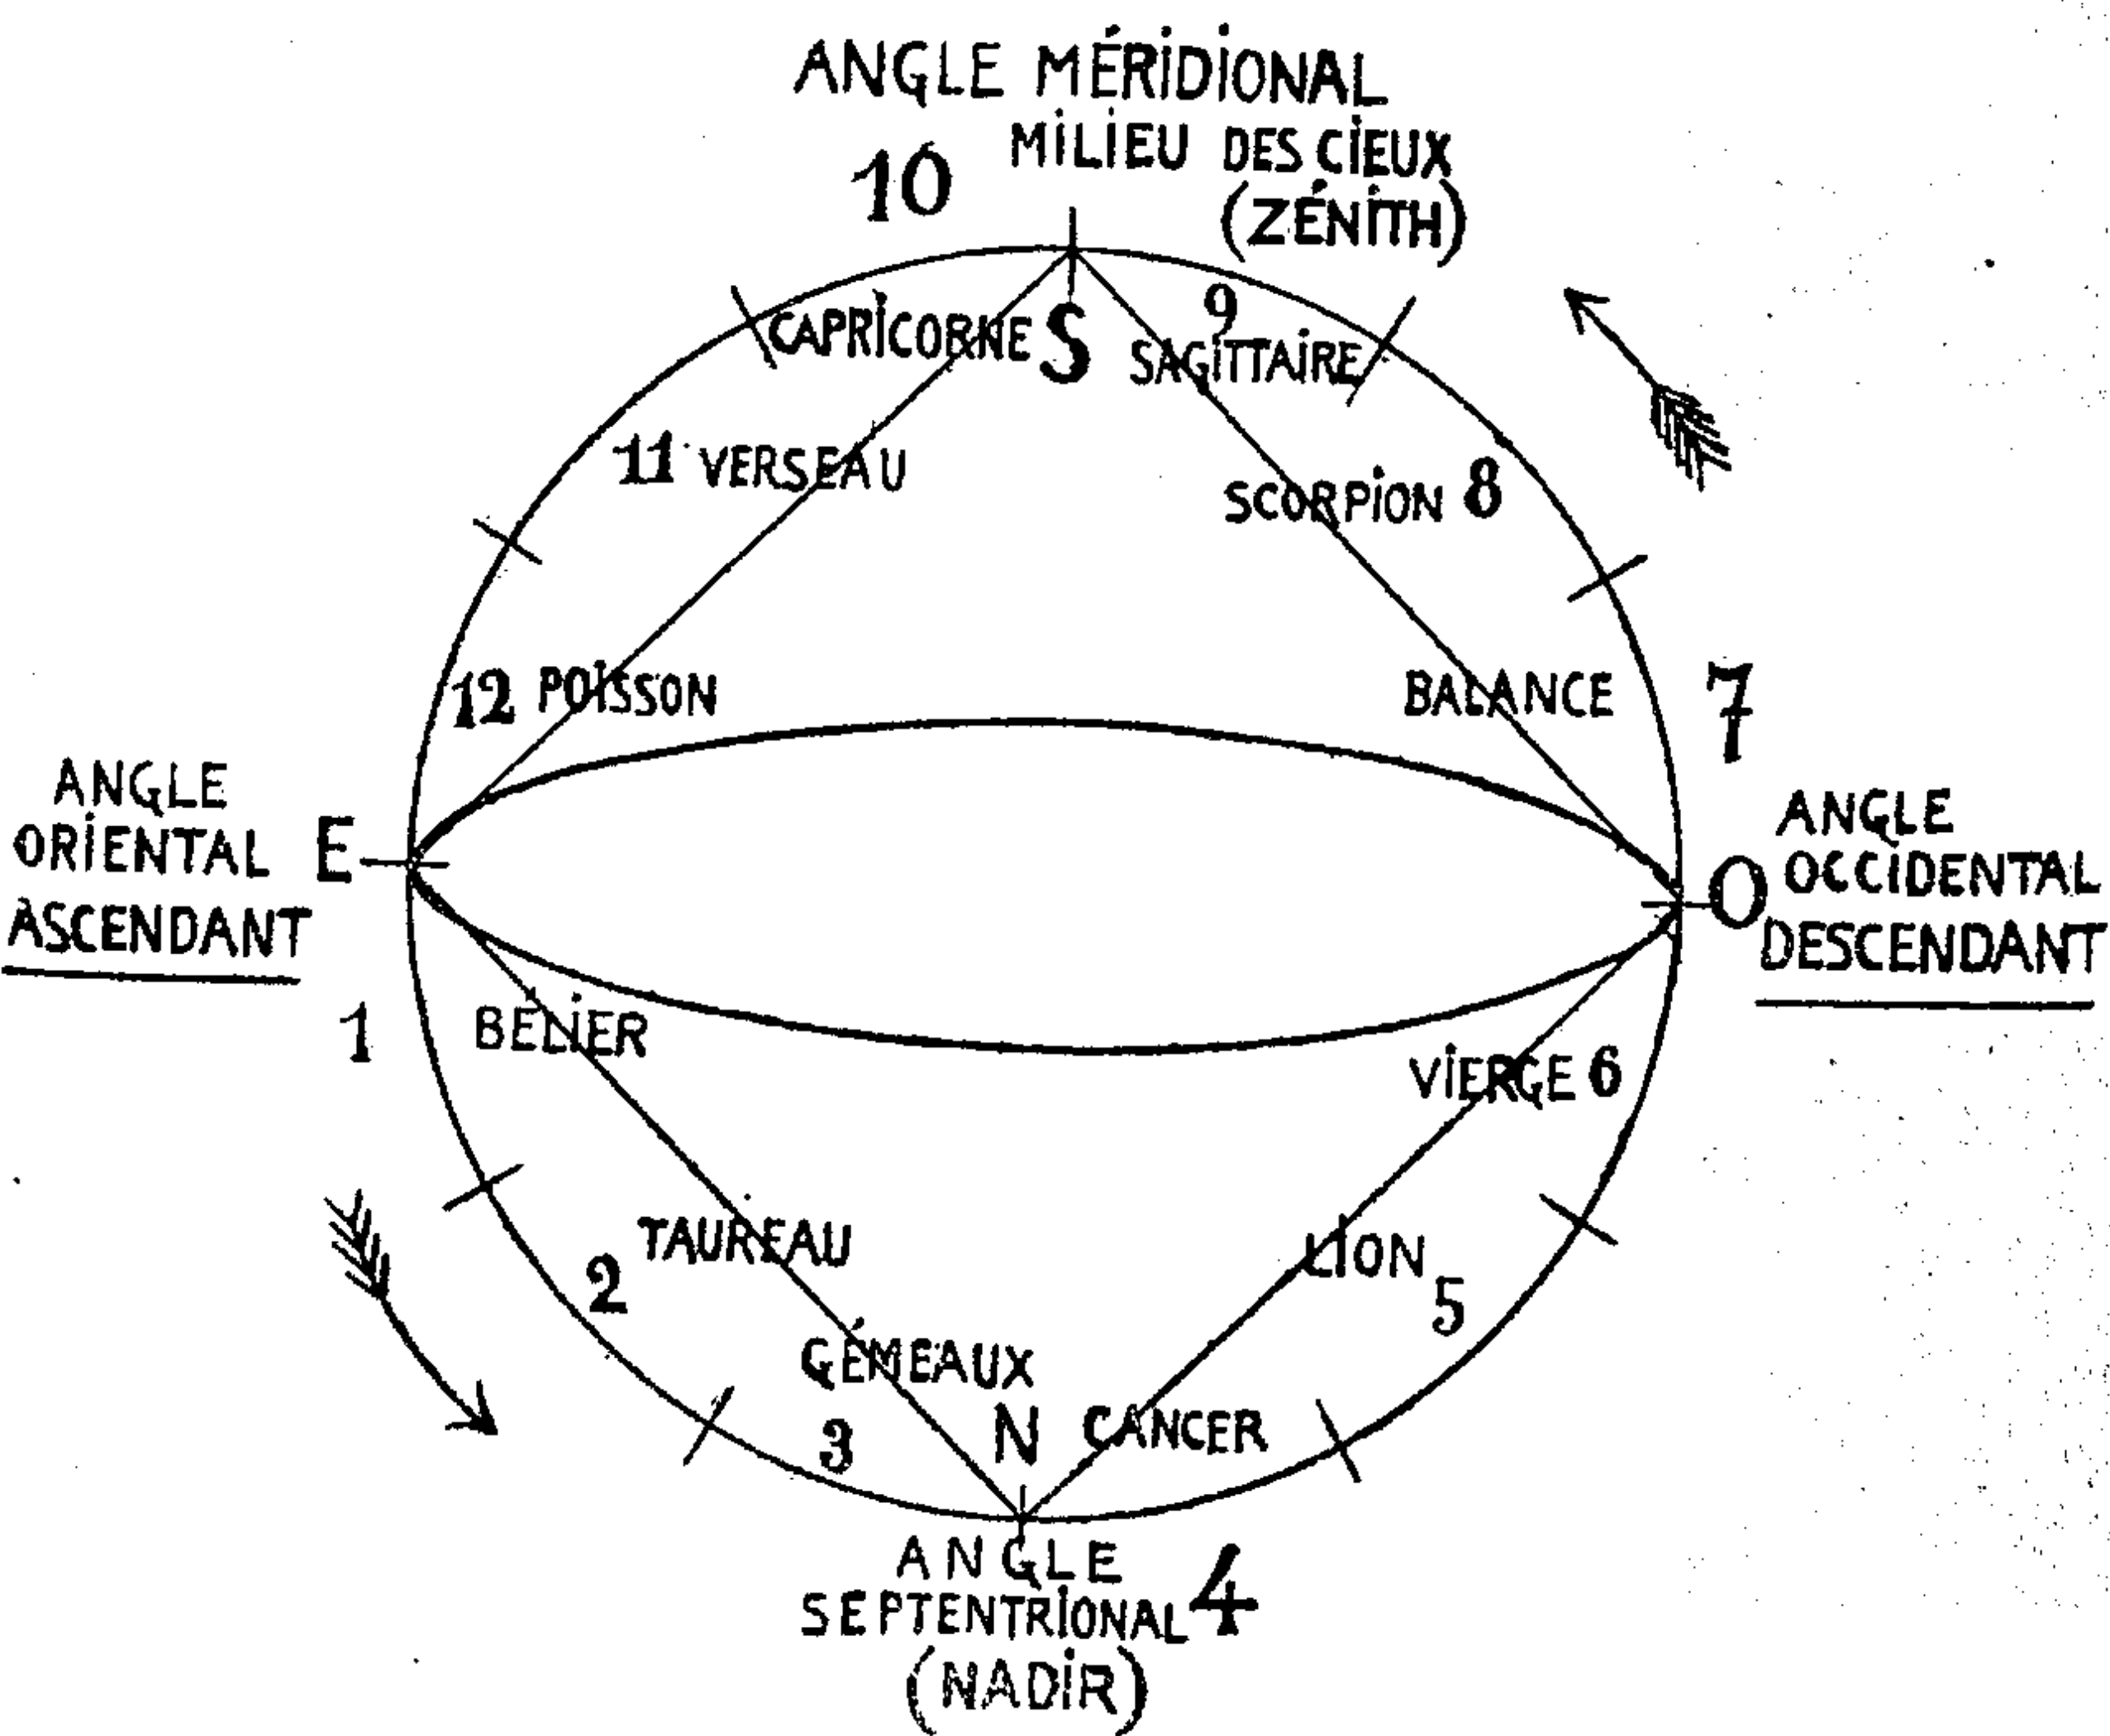 ANGLE MÉRIDIONAL
10 MILIEU DES CIEUX
(ZÉNITH)
9
CAPRICORNE S SAGITTAIRE
11 VERSEAU
SCORPION 8
12 POISSON
BALANCE 7
ANGLE
ORIENTAL E
ASCENDANT
ANGLE
O OCCIDENTAL
DESCENDANT
1 BÉLIER
VIERGE 6
TAUREAU
2
LION
5
GÉMEAUX
3
N CANCER
ANGLE
SEPTENTRIONAL 4
(NADIR)